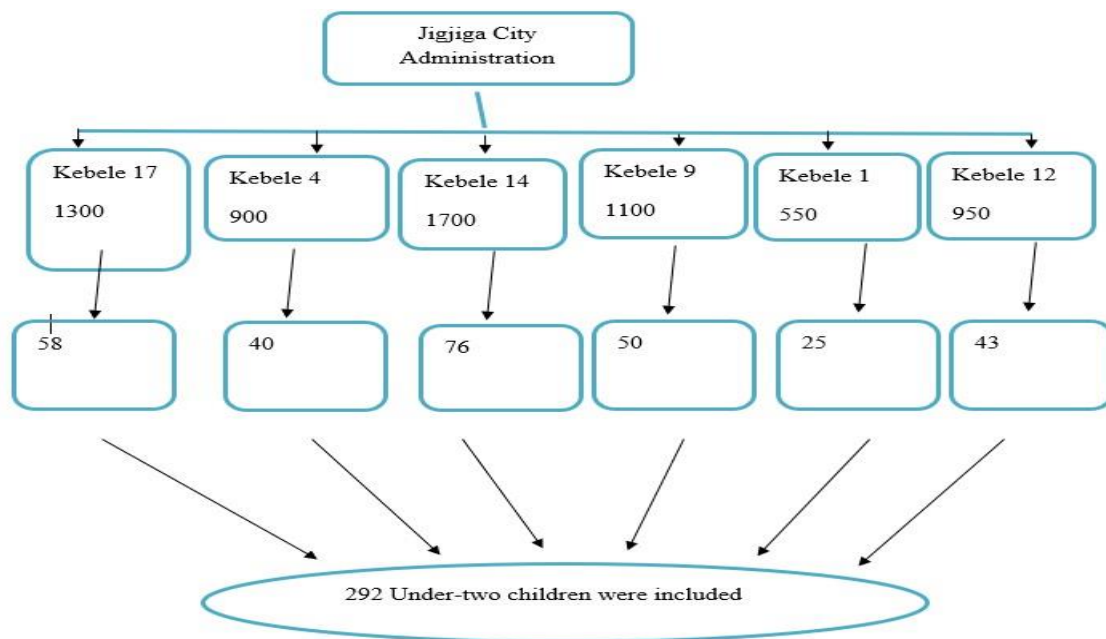 Jigjiga City
Administration
Kebele 17
1300
Kebele 4
900
Kebele 14
1700
Kebele 9
1100
Kebele 1
550
Kebele 12
950
58
40
76
50
25
43
292 Under-two children were included